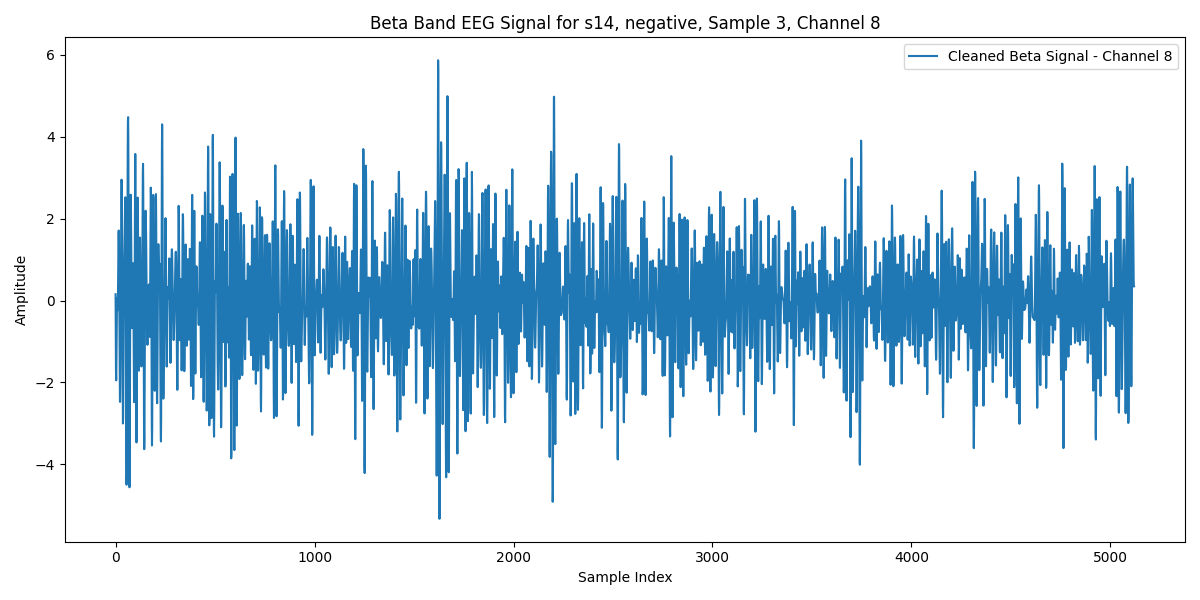 Beta Band EEG Signal for s14, negative, Sample 3, Channel 8
Cleaned Beta Signal - Channel 8
Amplitude
6
4
2
0
−2
−4
0 1000 2000 3000 4000 5000
Sample Index